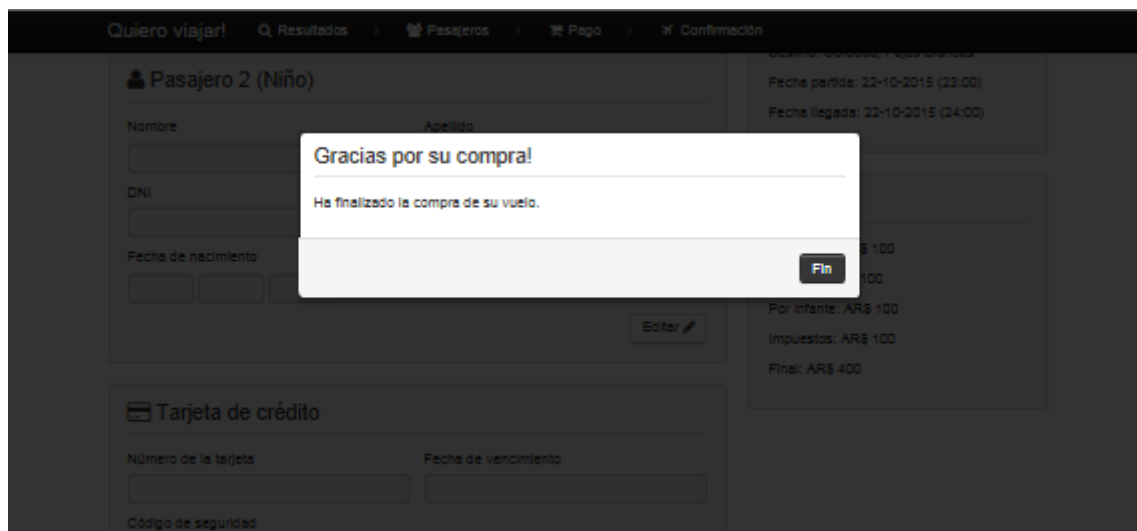 Quiero viajar! Resultados > Pasajeros > Pago > Confirmación
Pasajero 2 (Niño)
Nombre
Apellido
DNI
Fecha de nacimiento
Editar
Tarjeta de crédito
Número de la tarjeta
Fecha de vencimiento
Código de seguridad
Gracias por su compra!
Ha finalizado la compra de su vuelo.
Fin
Fecha partida: 22-10-2015 (23:00)
Fecha llegada: 22-10-2015 (24:00)
$ 100
100
Por infante: AR$ 100
Impuestos: AR$ 100
Final: AR$ 400